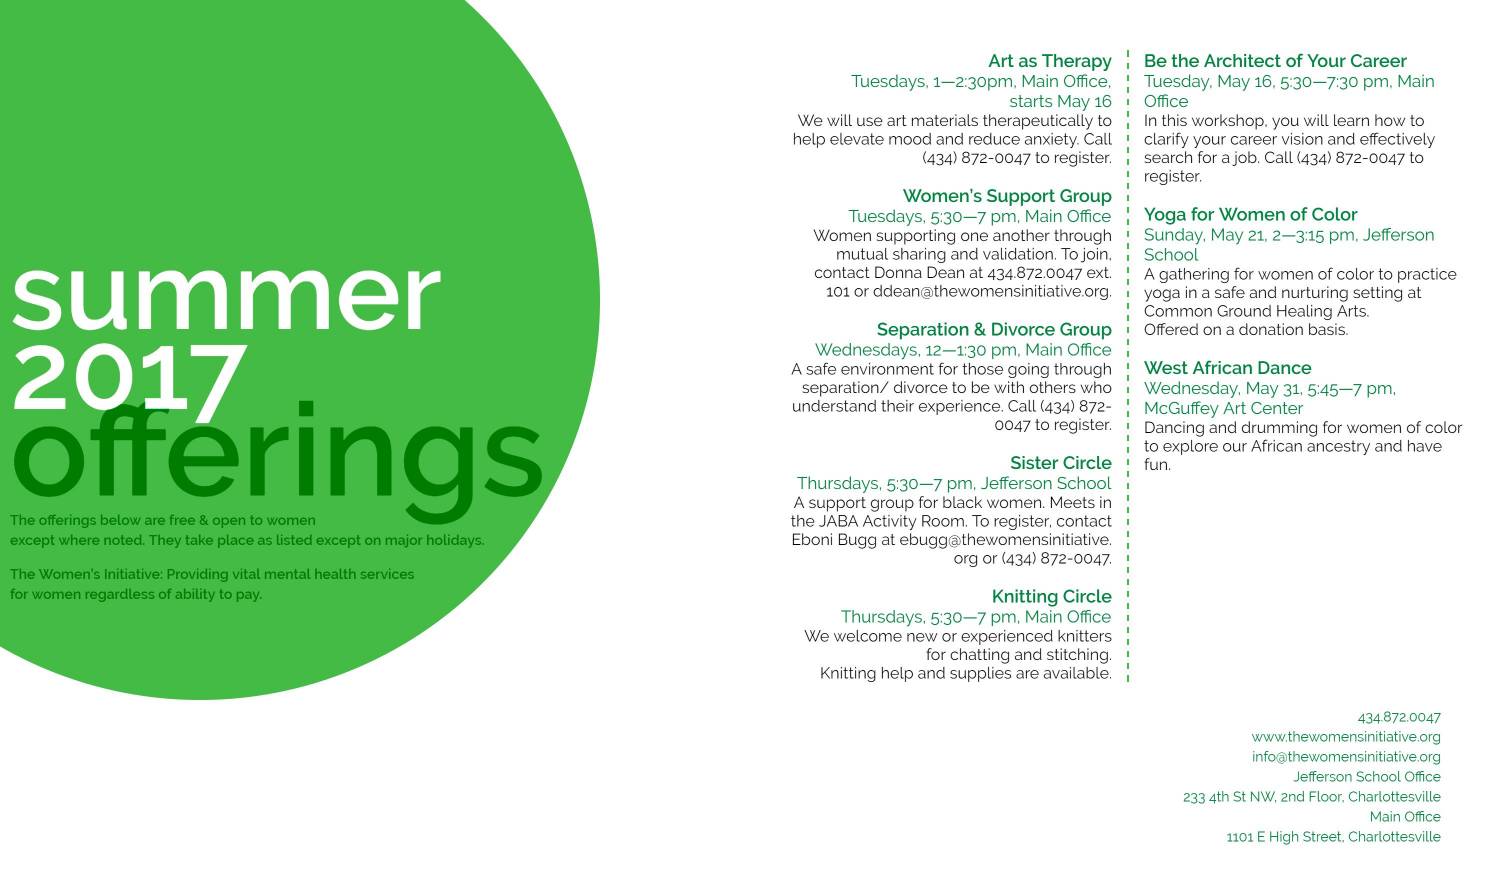 summer
2017
offerings
The offerings below are free & open to women
except where noted. They take place as listed except on major holidays.
The Women's Initiative: Providing vital mental health services
for women regardless of ability to pay.
Art as Therapy
Tuesdays, 1—2:30pm, Main Office,
starts May 16
We will use art materials therapeutically to
help elevate mood and reduce anxiety. Call
(434) 872-0047 to register.
Women's Support Group
Tuesdays, 5:30—7 pm, Main Office
Women supporting one another through
mutual sharing and validation. To join,
contact Donna Dean at 434.872.0047 ext.
101 or ddean@thewomensinitiative.org.
Separation & Divorce Group
Wednesdays, 12—1:30 pm, Main Office
A safe environment for those going through
separation/ divorce to be with others who
understand their experience. Call (434) 872-
0047 to register.
Sister Circle
Thursdays, 5:30—7 pm, Jefferson School
A support group for black women. Meets in
the JABA Activity Room. To register, contact
Eboni Bugg at ebugg@thewomensinitiative.
org or (434) 872-0047.
Knitting Circle
Thursdays, 5:30—7 pm, Main Office
We welcome new or experienced knitters
for chatting and stitching.
Knitting help and supplies are available.
Be the Architect of Your Career
Tuesday, May 16, 5:30—7:30 pm, Main
Office
In this workshop, you will learn how to
clarify your career vision and effectively
search for a job. Call (434) 872-0047 to
register.
Yoga for Women of Color
Sunday, May 21, 2—3:15 pm, Jefferson
School
A gathering for women of color to practice
yoga in a safe and nurturing setting at
Common Ground Healing Arts.
Offered on a donation basis.
West African Dance
Wednesday, May 31, 5:45—7 pm,
McGuffey Art Center
Dancing and drumming for women of color
to explore our African ancestry and have
fun.
434.872.0047
www.thewomensinitiative.org
info@thewomensinitiative.org
Jefferson School Office
233 4th St NW, 2nd Floor, Charlottesville
Main Office
1101 E High Street, Charlottesville